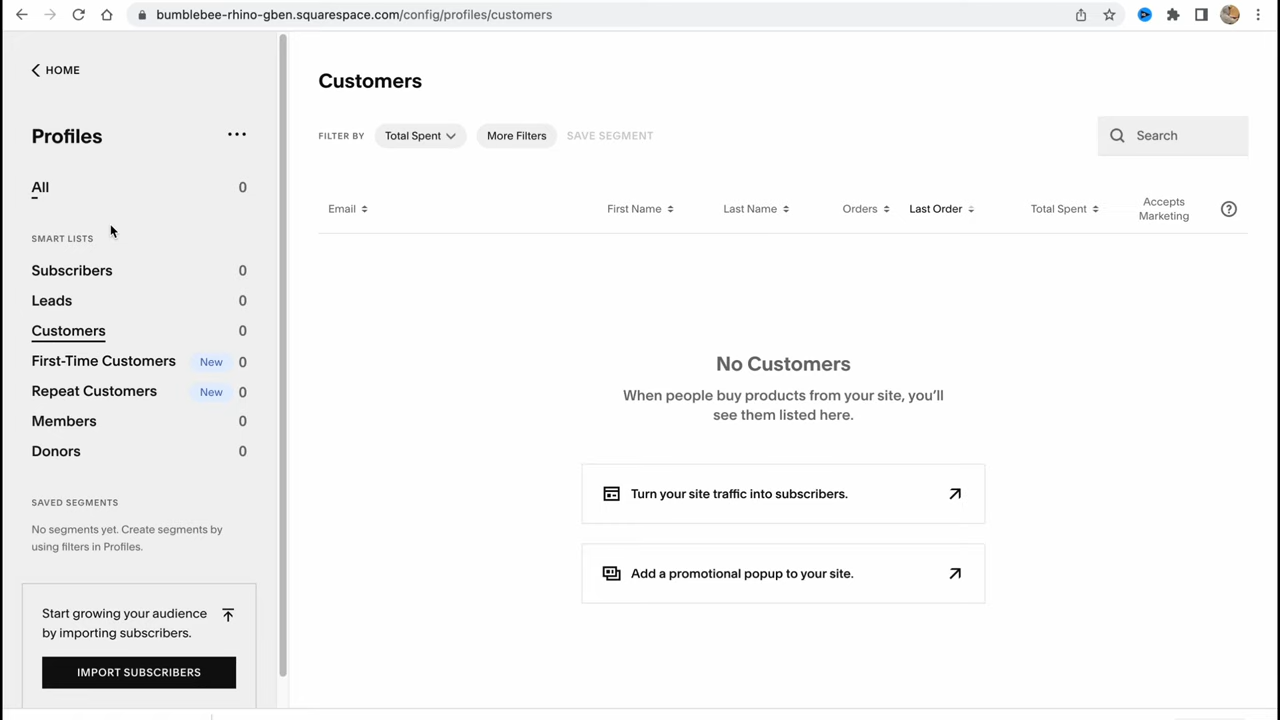 bumblebee-rhino-gben.squarespace.com/config/profiles/customers
HOME
Profiles
All 0
SMART LISTS
Subscribers 0
Leads 0
Customers 0
First-Time Customers New 0
Repeat Customers New 0
Members 0
Donors 0
SAVED SEGMENTS
No segments yet. Create segments by
using filters in Profiles.
Start growing your audience
by importing subscribers.
IMPORT SUBSCRIBERS
Customers
FILTER BY Total Spent More Filters SAVE SEGMENT Search
Email First Name Last Name Orders Last Order Total Spent Accepts
Marketing ?
No Customers
When people buy products from your site, you’ll
see them listed here.
Turn your site traffic into subscribers.
Add a promotional popup to your site.